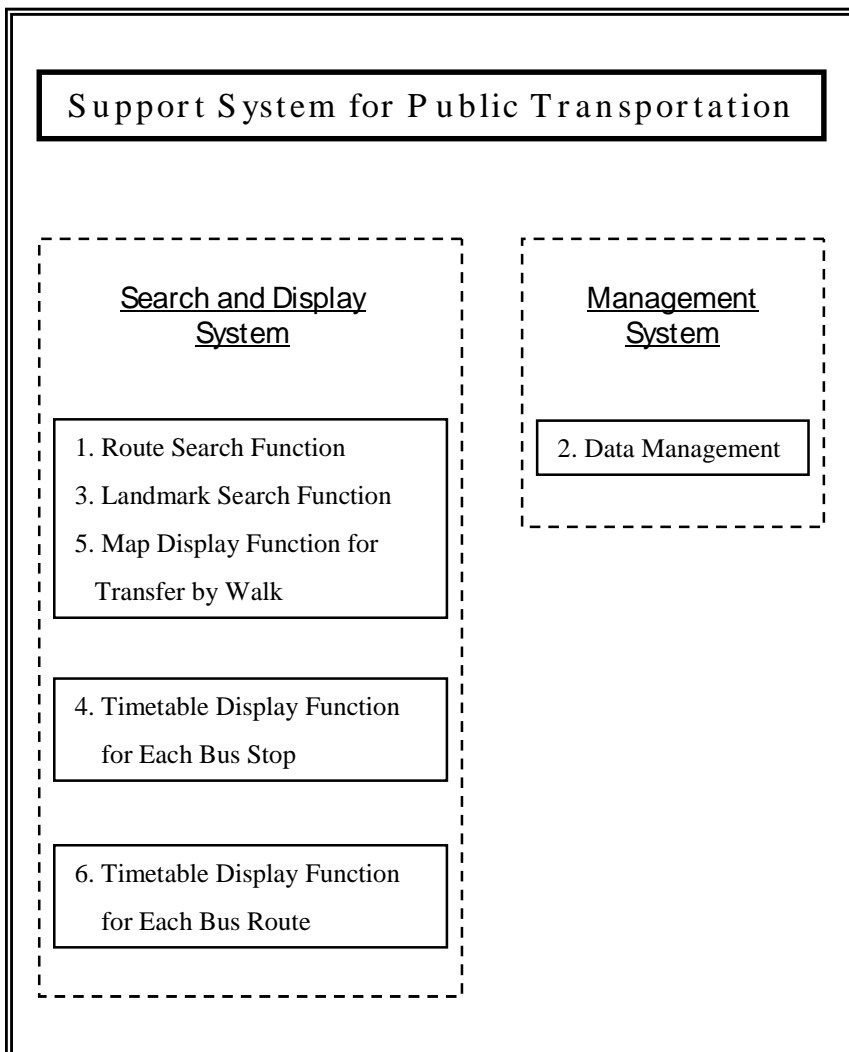 Support System for Public Transportation
Search and Display
System
1. Route Search Function
3. Landmark Search Function
5. Map Display Function for
Transfer by Walk
4. Timetable Display Function
for Each Bus Stop
6. Timetable Display Function
for Each Bus Route
Management
System
2. Data Management